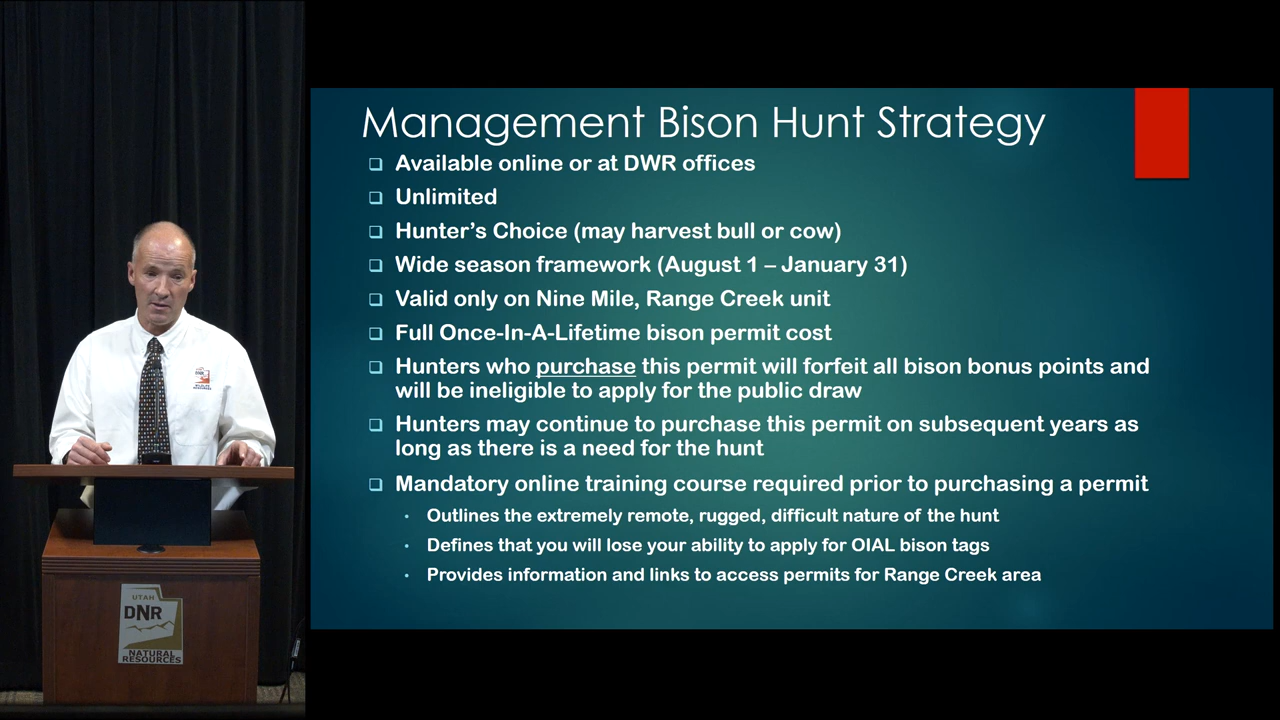 Management Bison Hunt Strategy
Available online or at DWR offices
Unlimited
Hunter's Choice (may harvest bull or cow)
Wide season framework (August 1 – January 31)
Valid only on Nine Mile, Range Creek unit
Full Once-In-A-Lifetime bison permit cost
Hunters who purchase this permit will forfeit all bison bonus points and
will be ineligible to apply for the public draw
Hunters may continue to purchase this permit on subsequent years as
long as there is a need for the hunt
Mandatory online training course required prior to purchasing a permit
Outlines the extremely remote, rugged, difficult nature of the hunt
Defines that you will lose your ability to apply for OIAL bison tags
Provides information and links to access permits for Range Creek area
DNR
UTAH
DNR
NATURAL
RESOURCES